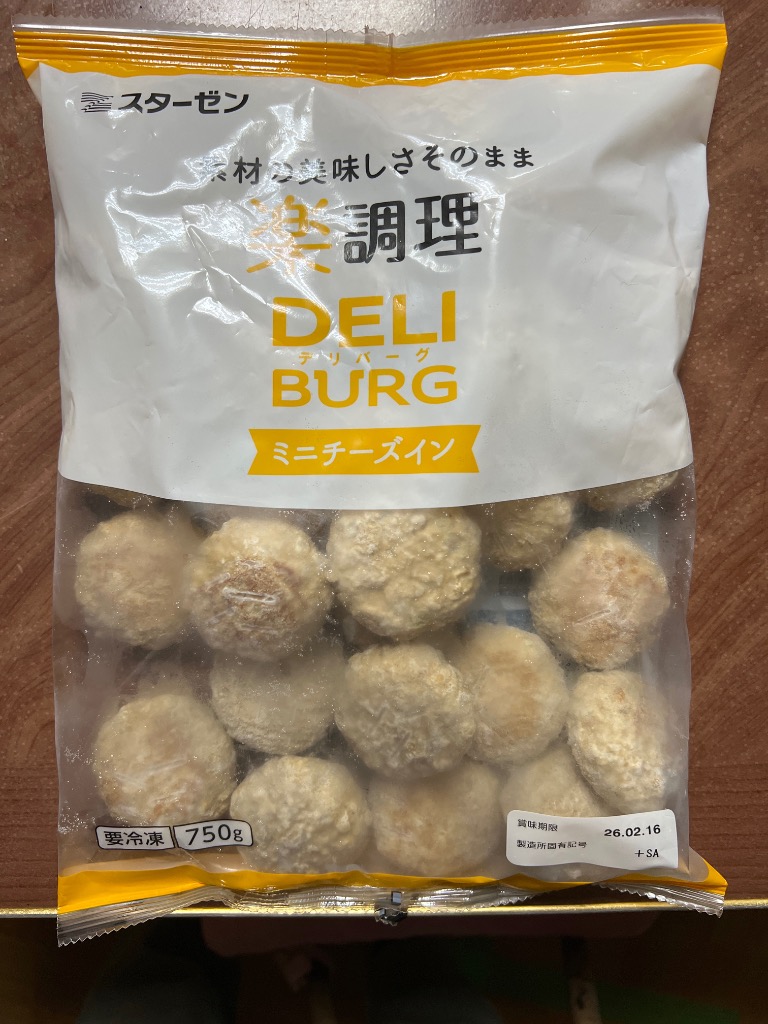 スターゼン
素材の美味しさそのまま
楽調理
DELI
デリバーグ
BURG
ミニチーズイン
要冷凍 750g
賞味期限 26.02.16
製造所固有記号 +SA